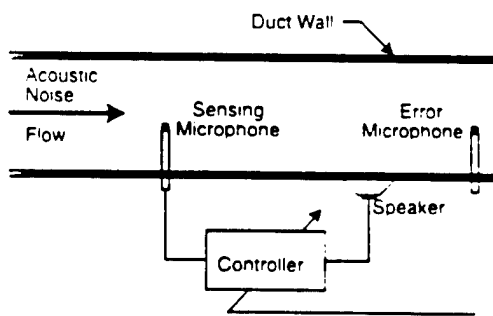 Duct Wall
Acoustic
Noise
Flow
Sensing
Microphone
Error
Microphone
Speaker
Controller